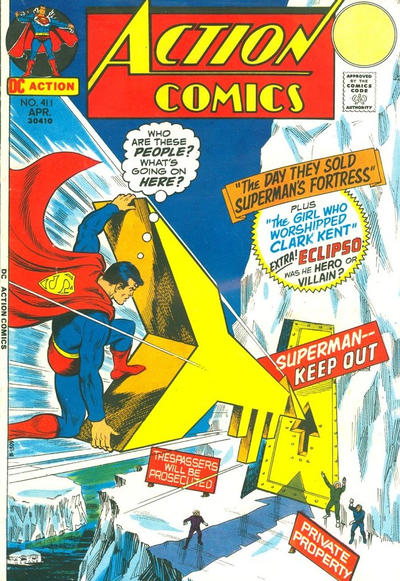 ACTION
COMICS
DC ACTION
NO. 411
APR.
30410
APPROVED
BY THE
COMICS
CODE
AUTHORITY
WHO
ARE THESE
PEOPLE?
WHAT'S
GOING ON
HERE?
"THE DAY THEY SOLD
SUPERMAN'S FORTRESS"
PLUS
"THE GIRL WHO
WORSHIPPED
CLARK KENT"
EXTRA! ECLIPSO
WAS HE HERO OR
VILLAIN?
SUPERMAN--
KEEP OUT
DC ACTION COMICS
S
TRESPASSERS
WILL BE
PROSECUTED
PRIVATE
PROPERTY